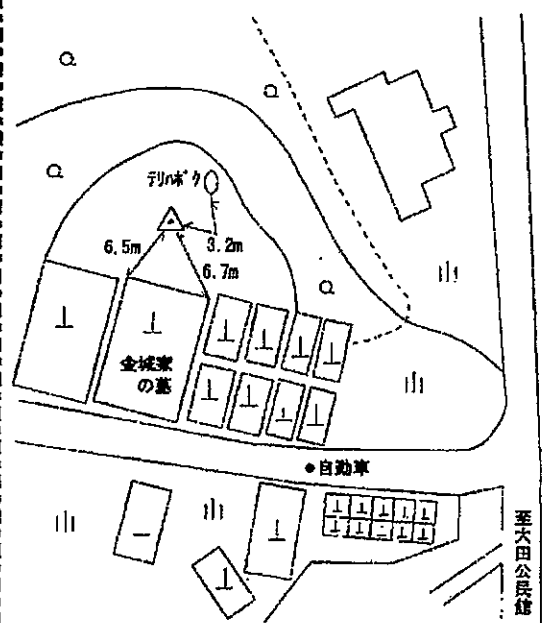 テリハボク
6.5m
3.2m
6.7m
金城家
の墓
●自動車
至大田公民館